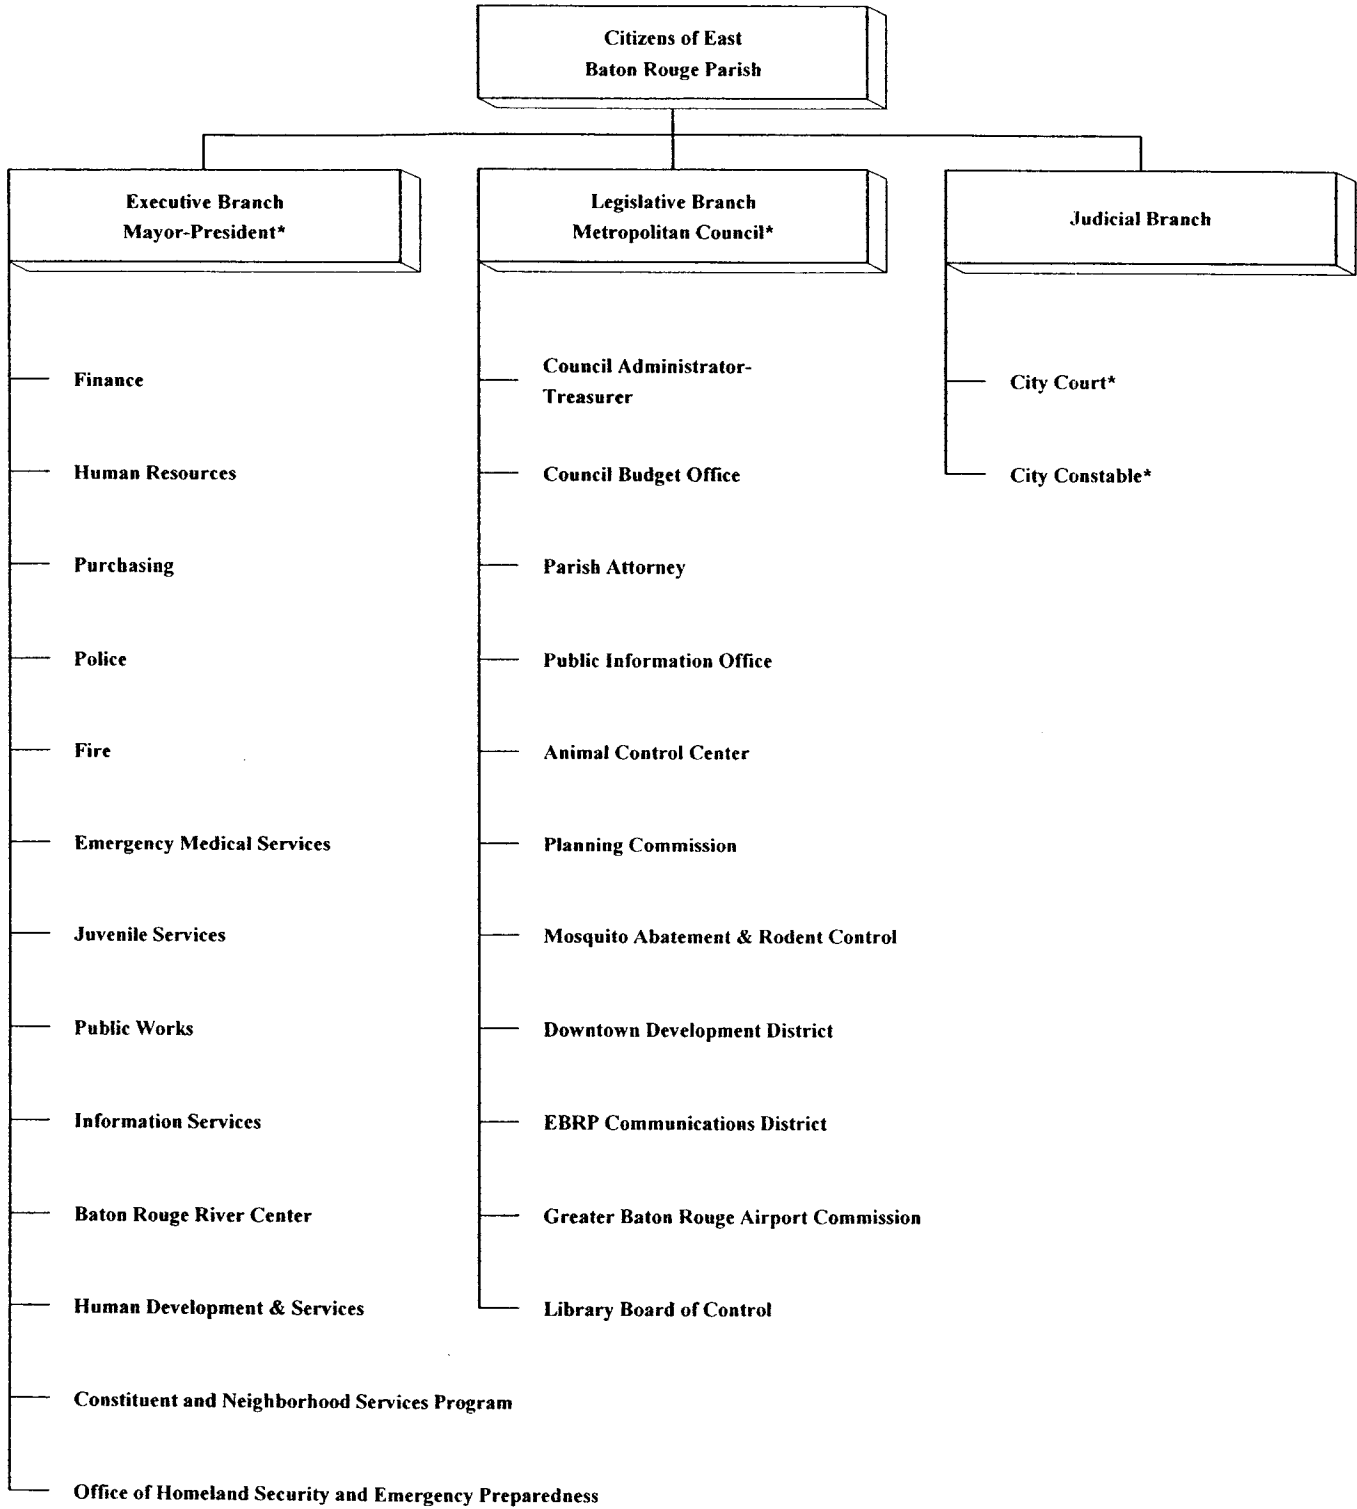 Citizens of East
Baton Rouge Parish
Executive Branch
Mayor-President*
Legislative Branch
Metropolitan Council*
Judicial Branch
Finance
Human Resources
Purchasing
Police
Fire
Emergency Medical Services
Juvenile Services
Public Works
Information Services
Baton Rouge River Center
Human Development & Services
Constituent and Neighborhood Services Program
Office of Homeland Security and Emergency Preparedness
Council Administrator-
Treasurer
Council Budget Office
Parish Attorney
Public Information Office
Animal Control Center
Planning Commission
Mosquito Abatement & Rodent Control
Downtown Development District
EBRP Communications District
Greater Baton Rouge Airport Commission
Library Board of Control
City Court*
City Constable*